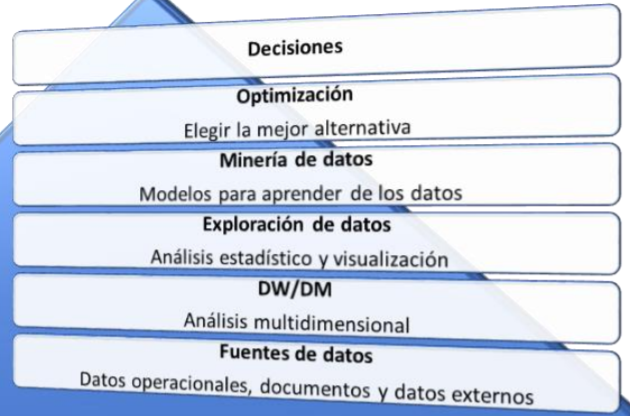 Decisiones
Optimización
Elegir la mejor alternativa
Minería de datos
Modelos para aprender de los datos
Exploración de datos
Análisis estadístico y visualización
DW/DM
Análisis multidimensional
Fuentes de datos
Datos operacionales, documentos y datos externos